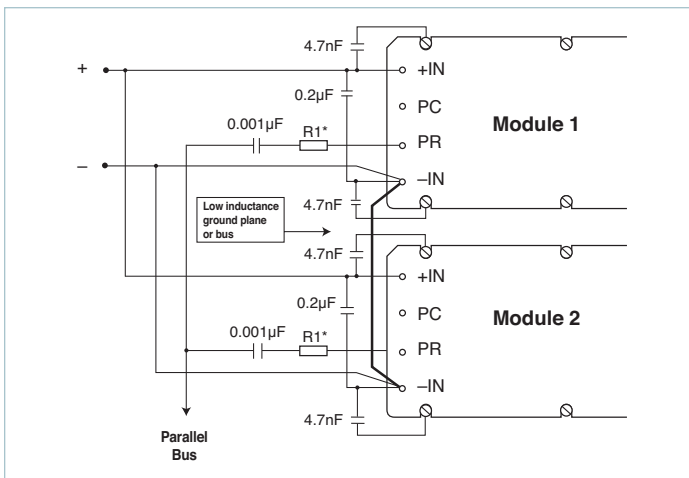 4.7nF
+
+IN
0.2µF
PC
Module 1
0.001µF
R1*
PR
–
–IN
4.7nF
Low inductance
ground plane
or bus
4.7nF
+IN
0.2µF
PC
Module 2
0.001µF
R1*
PR
–IN
4.7nF
Parallel
Bus